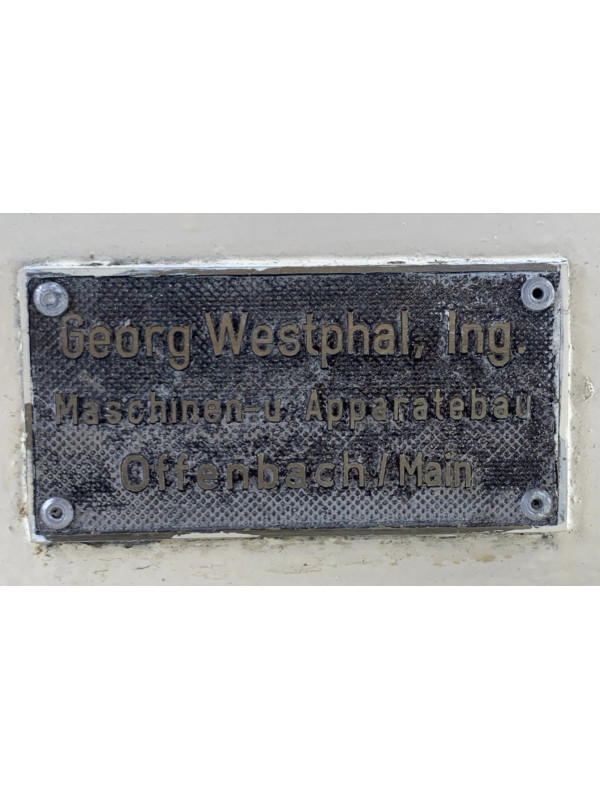 Georg Westphal, Ing.
Maschinen-u. Apparatebau
Offenbach/Main